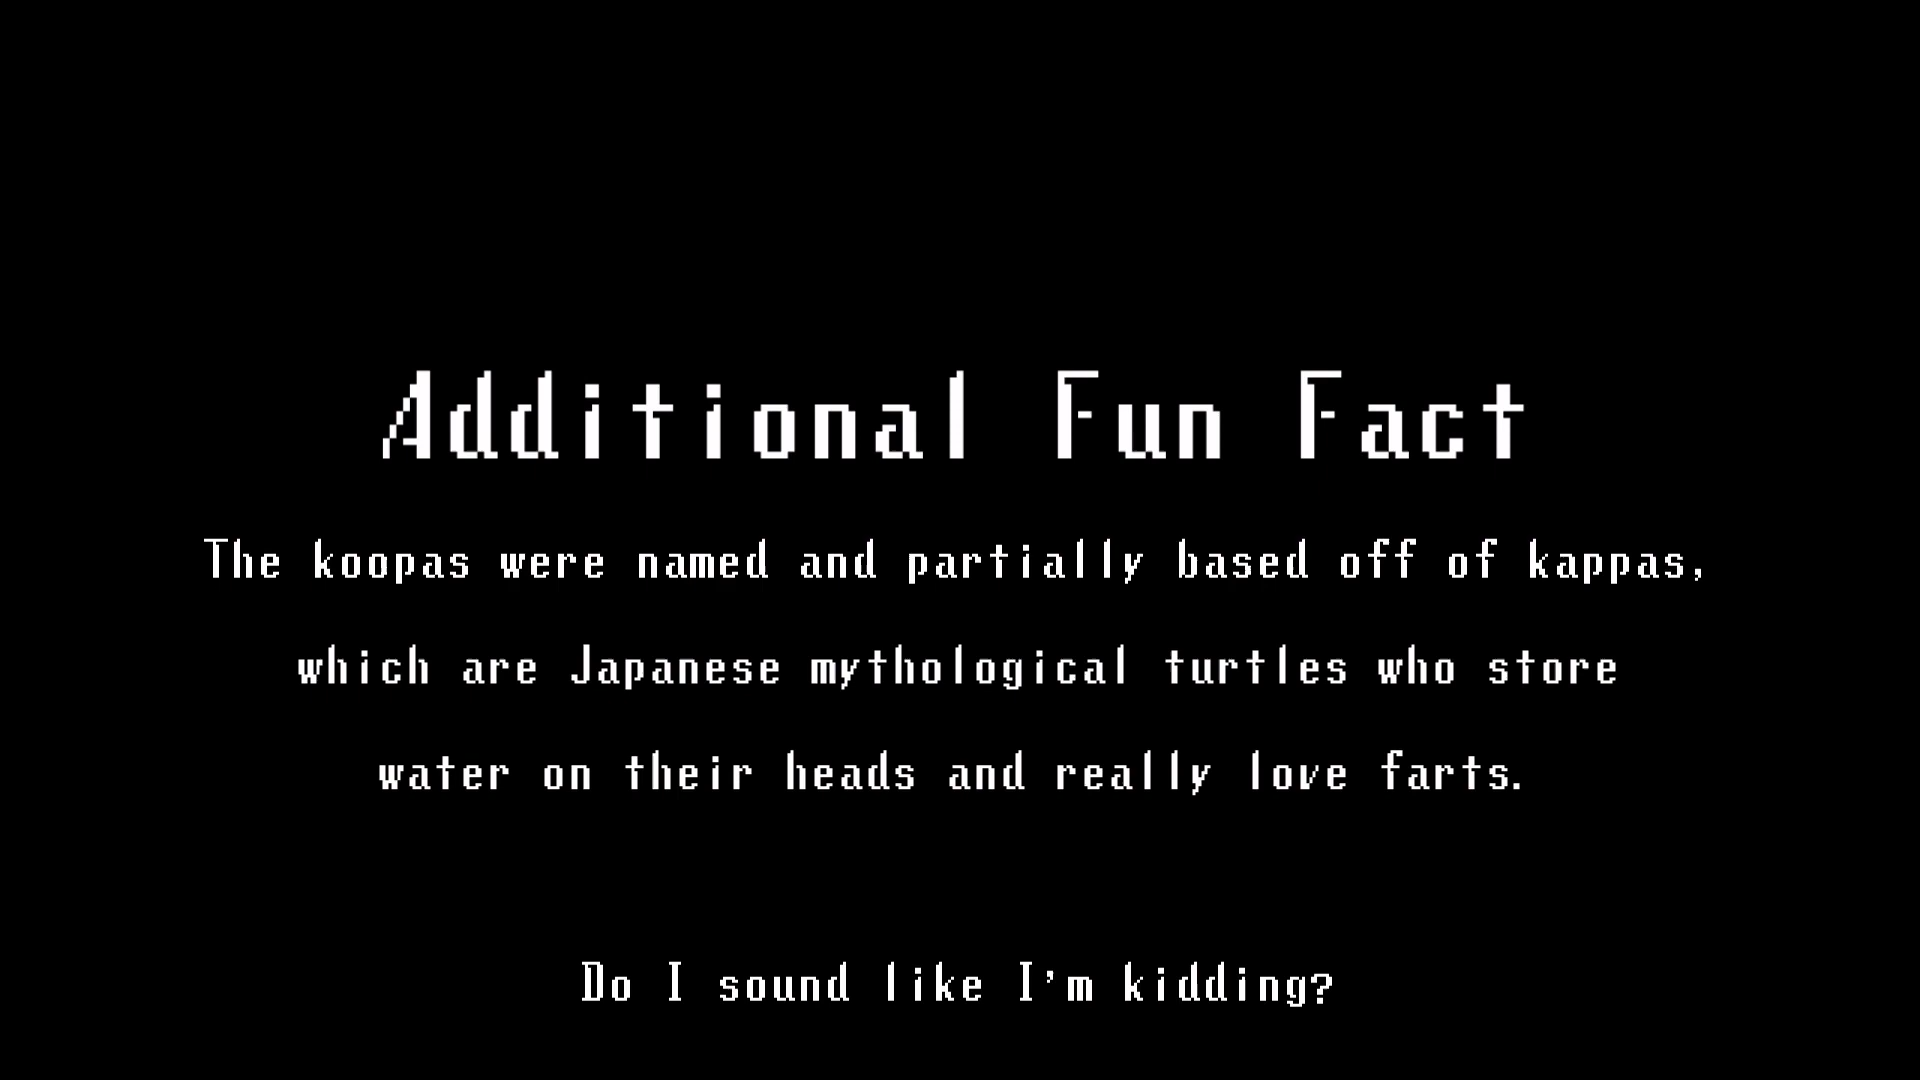 Additional Fun Fact
The koopas were named and partially based off of kappas,
which are Japanese mythological turtles who store
water on their heads and really love farts.
Do I sound like I'm kidding?